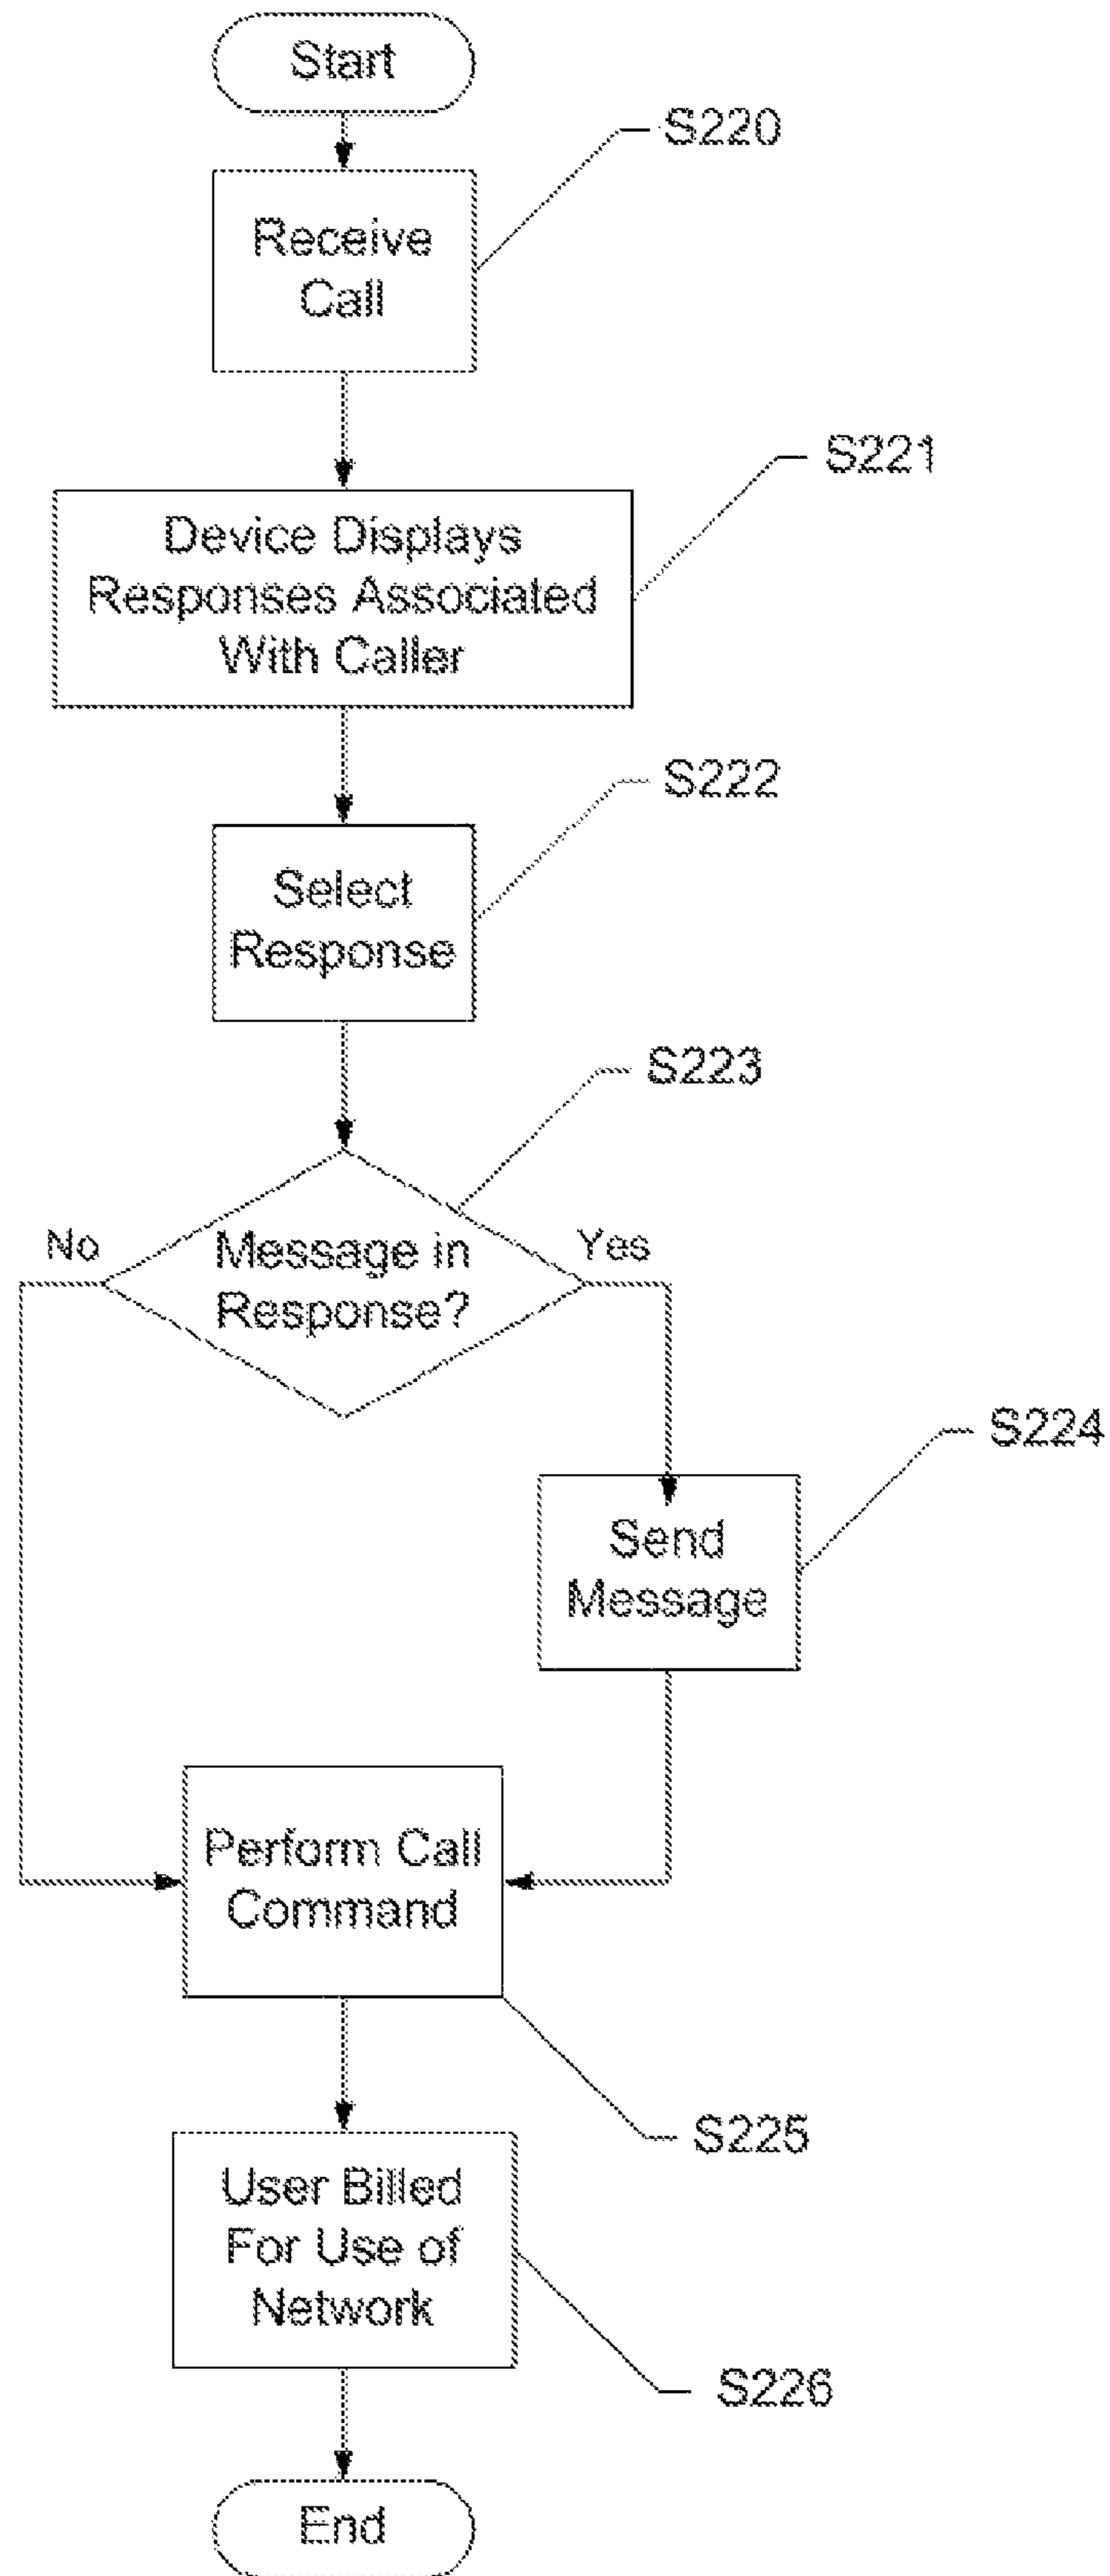 Start
S220
Receive
Call
S221
Device Displays
Responses Associated
With Caller
S222
Select
Response
S223
No
Message in
Response?
Yes
S224
Send
Message
Perform Call
Command
S225
User Billed
For Use of
Network
S226
End